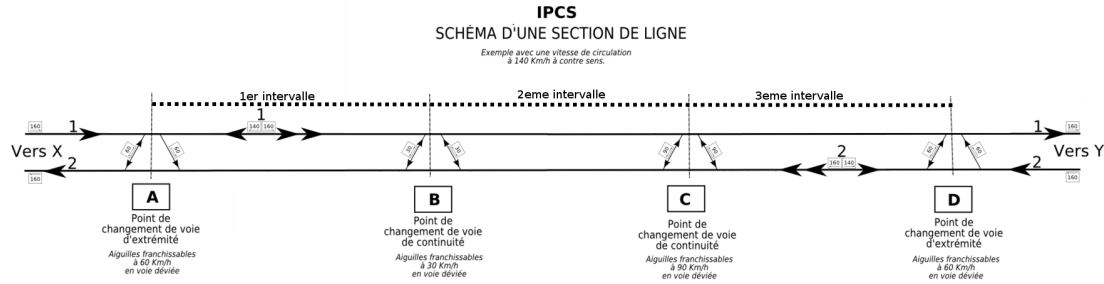 IPCS
SCHÉMA D'UNE SECTION DE LIGNE
Exemple avec une vitesse de circulation
à 140 Km/h à contre sens.
1er intervalle
2eme intervalle
3eme intervalle
160
1
1
140 160
1
160
Vers X
60
60
30
30
90
90
60
60
Vers Y
2
160
2
160 140
2
160
A
Point de
changement de voie
d'extrémité
Aiguilles franchissables
à 60 Km/h
en voie déviée
B
Point de
changement de voie
de continuité
Aiguilles franchissables
à 30 Km/h
en voie déviée
C
Point de
changement de voie
de continuité
Aiguilles franchissables
à 90 Km/h
en voie déviée
D
Point de
changement de voie
d'extrémité
Aiguilles franchissables
à 60 Km/h
en voie déviée